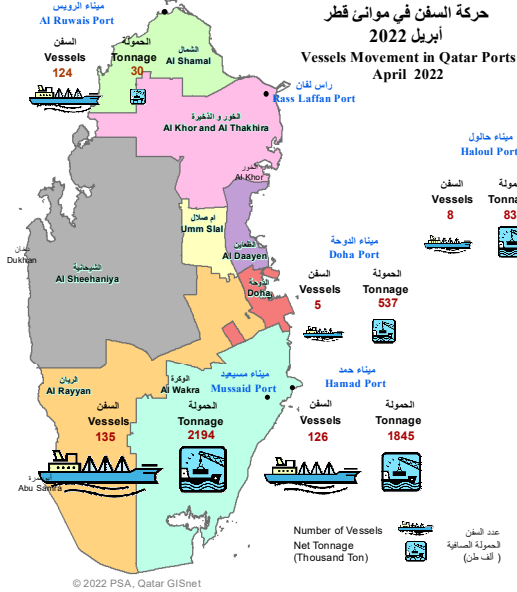 حركة السفن في موانئ قطر
أبريل 2022
Vessels Movement in Qatar Ports
April 2022
ميناء الرويس
Al Ruwais Port
السفن
Vessels
124
الحمولة
Tonnage
30
الشمال
Al Shamal
راس لفان
Rass Laffan Port
الخور و الذخيرة
Al Khor and Al Thakhira
الخور
Al Khor
ميناء حالول
Haloul Port
السفن
Vessels
8
83
ام صلال
Umm Slal
الظعاين
Al Daayen
دخان
Dukhan
الشيحانية
Al Sheehaniya
ميناء الدوحة
Doha Port
السفن
Vessels
5
الحمولة
Tonnage
537
الدوحة
Doha
الريان
Al Rayyan
الوكرة
Al Wakra
ميناء مسيعيد
Mussaid Port
السفن
Vessels
135
الحمولة
Tonnage
2194
ميناء حمد
Hamad Port
السفن
Vessels
126
الحمولة
Tonnage
1845
Abu Samra
Number of Vessels
عدد السفن
Net Tonnage
(Thousand Ton)
الحمولة الصافية
( ألف طن)
© 2022 PSA, Qatar GISnet